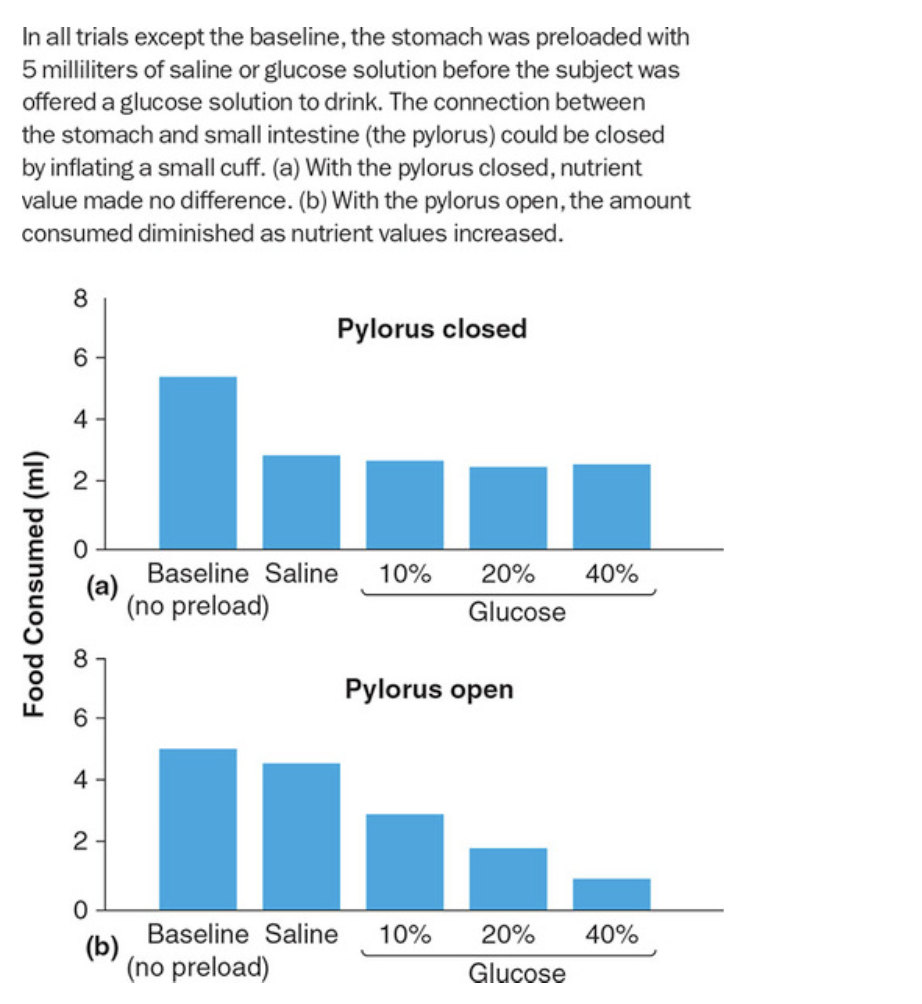 In all trials except the baseline, the stomach was preloaded with
5 milliliters of saline or glucose solution before the subject was
offered a glucose solution to drink. The connection between
the stomach and small intestine (the pylorus) could be closed
by inflating a small cuff. (a) With the pylorus closed, nutrient
value made no difference. (b) With the pylorus open, the amount
consumed diminished as nutrient values increased.
Food Consumed (ml)
8
Pylorus closed
6
4
2
0
(a)
Baseline Saline 10% 20% 40%
(no preload)
Glucose
8
Pylorus open
6
4
2
0
(b)
Baseline Saline 10% 20% 40%
(no preload)
Glucose